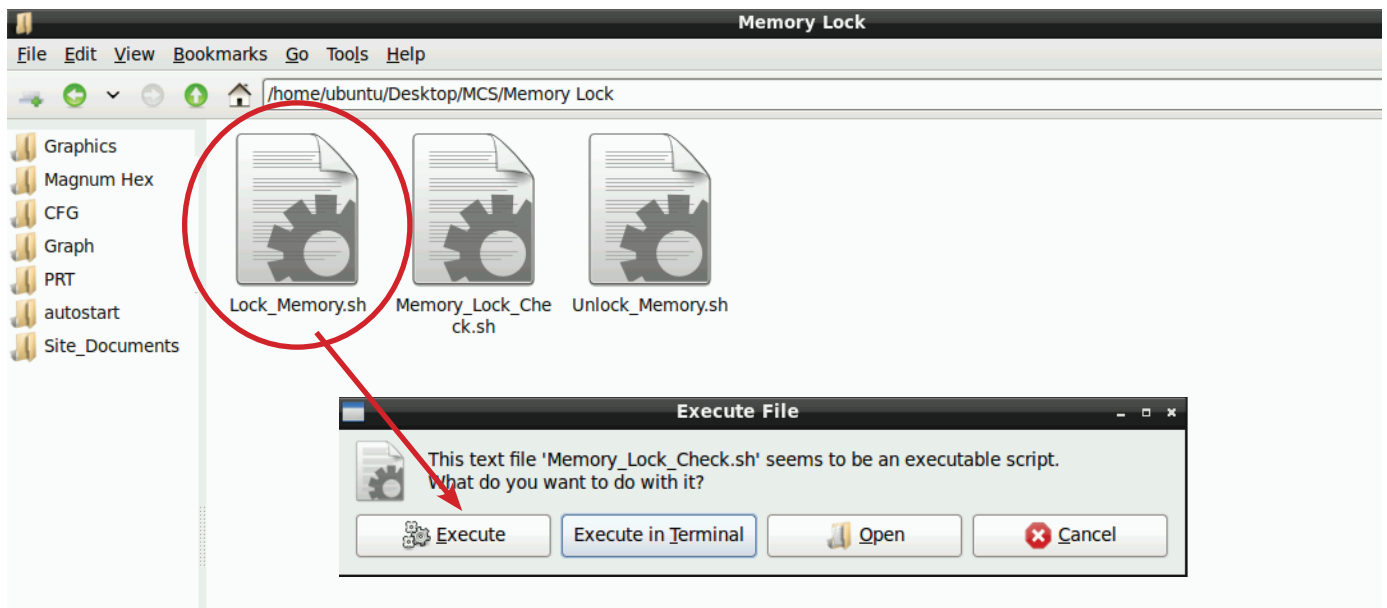 Memory Lock
File Edit View Bookmarks Go Tools Help
/home/ubuntu/Desktop/MCS/Memory Lock
Graphics
Magnum Hex
CFG
Graph
PRT
autostart
Site_Documents
Lock_Memory.sh
Memory_Lock_Che
ck.sh
Unlock_Memory.sh
Execute File
This text file 'Memory_Lock_Check.sh' seems to be an executable script.
What do you want to do with it?
Execute
Execute in Terminal
Open
Cancel